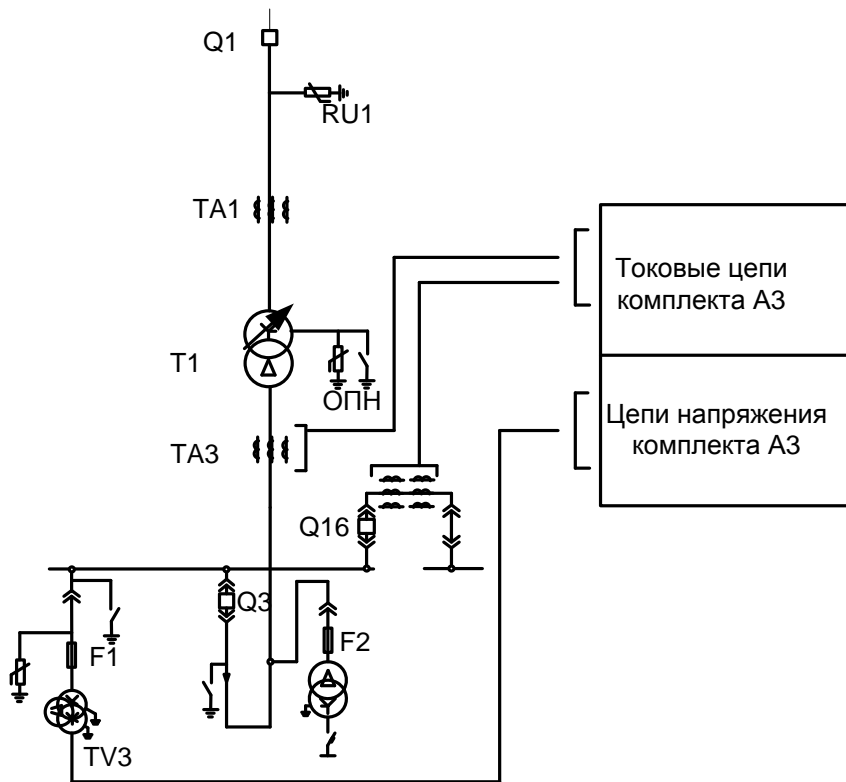 Q1
RU1
TA1
Токовые цепи
комплекта А3
T1
ОПН
Цепи напряжения
комплекта А3
TA3
Q16
Q3
F1
F2
TV3